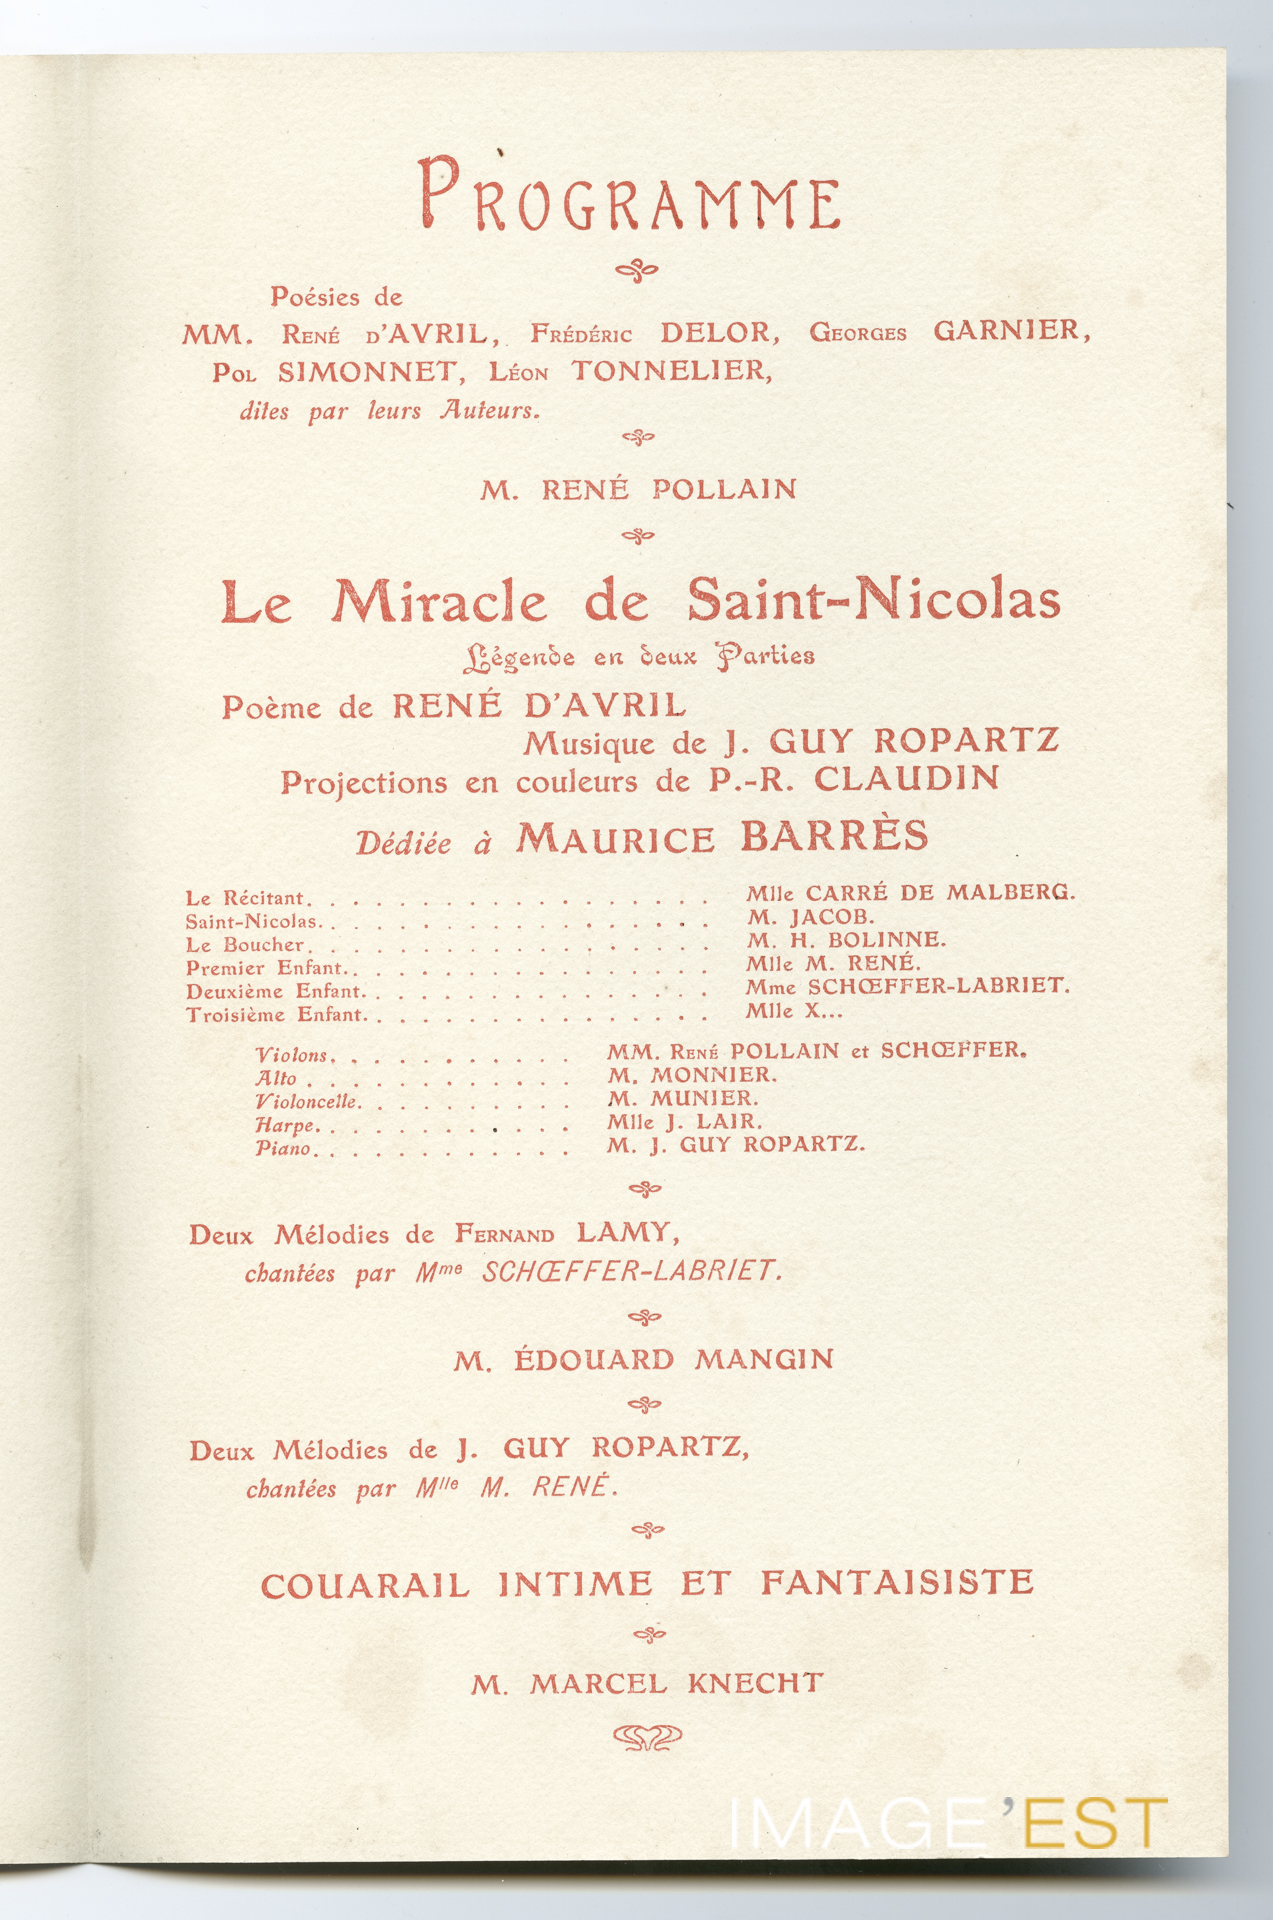 PROGRAMME
Poésies de
MM. RENÉ D'AVRIL, FRÉDÉRIC DELOR, GEORGES GARNIER,
POL SIMONNET, LÉON TONNELIER,
dites par leurs Auteurs.
M. RENÉ POLLAIN
Le Miracle de Saint-Nicolas
Légende en deux Parties
Poème de RENÉ D'AVRIL
Musique de J. GUY ROPARTZ
Projections en couleurs de P.-R. CLAUDIN
Dédiée à MAURICE BARRÈS
Le Récitant. . . . . . . . . . . . . . . . . . Mlle CARRÉ DE MALBERG.
Saint-Nicolas. . . . . . . . . . . . . . . . . . M. JACOB.
Le Boucher. . . . . . . . . . . . . . . . . . M. H. BOLINNE.
Premier Enfant. . . . . . . . . . . . . . . . . Mlle M. RENÉ.
Deuxième Enfant. . . . . . . . . . . . . . . . Mme SCHŒFFER-LABRIET.
Troisième Enfant. . . . . . . . . . . . . . . . Mlle X...
Violons. . . . . . . . . . . . MM. RENÉ POLLAIN et SCHŒFFER.
Alto . . . . . . . . . . . . M. MONNIER.
Violoncelle. . . . . . . . . . M. MUNIER.
Harpe. . . . . . . . . . . . Mlle J. LAIR.
Piano. . . . . . . . . . . . M. J. GUY ROPARTZ.
Deux Mélodies de FERNAND LAMY,
chantées par Mme SCHŒFFER-LABRIET.
M. ÉDOUARD MANGIN
Deux Mélodies de J. GUY ROPARTZ,
chantées par Mlle M. RENÉ.
COUARAIL INTIME ET FANTAISISTE
M. MARCEL KNECHT
IMAGE'EST